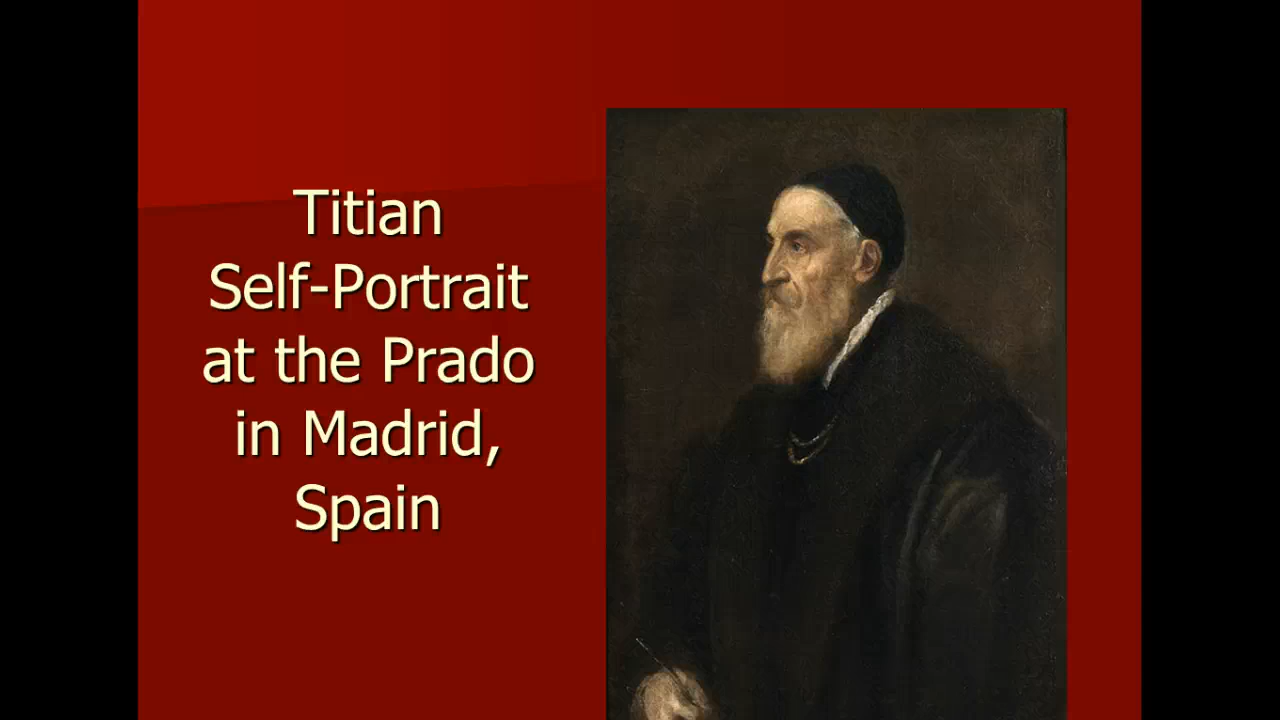 Titian
Self-Portrait
at the Prado
in Madrid,
Spain